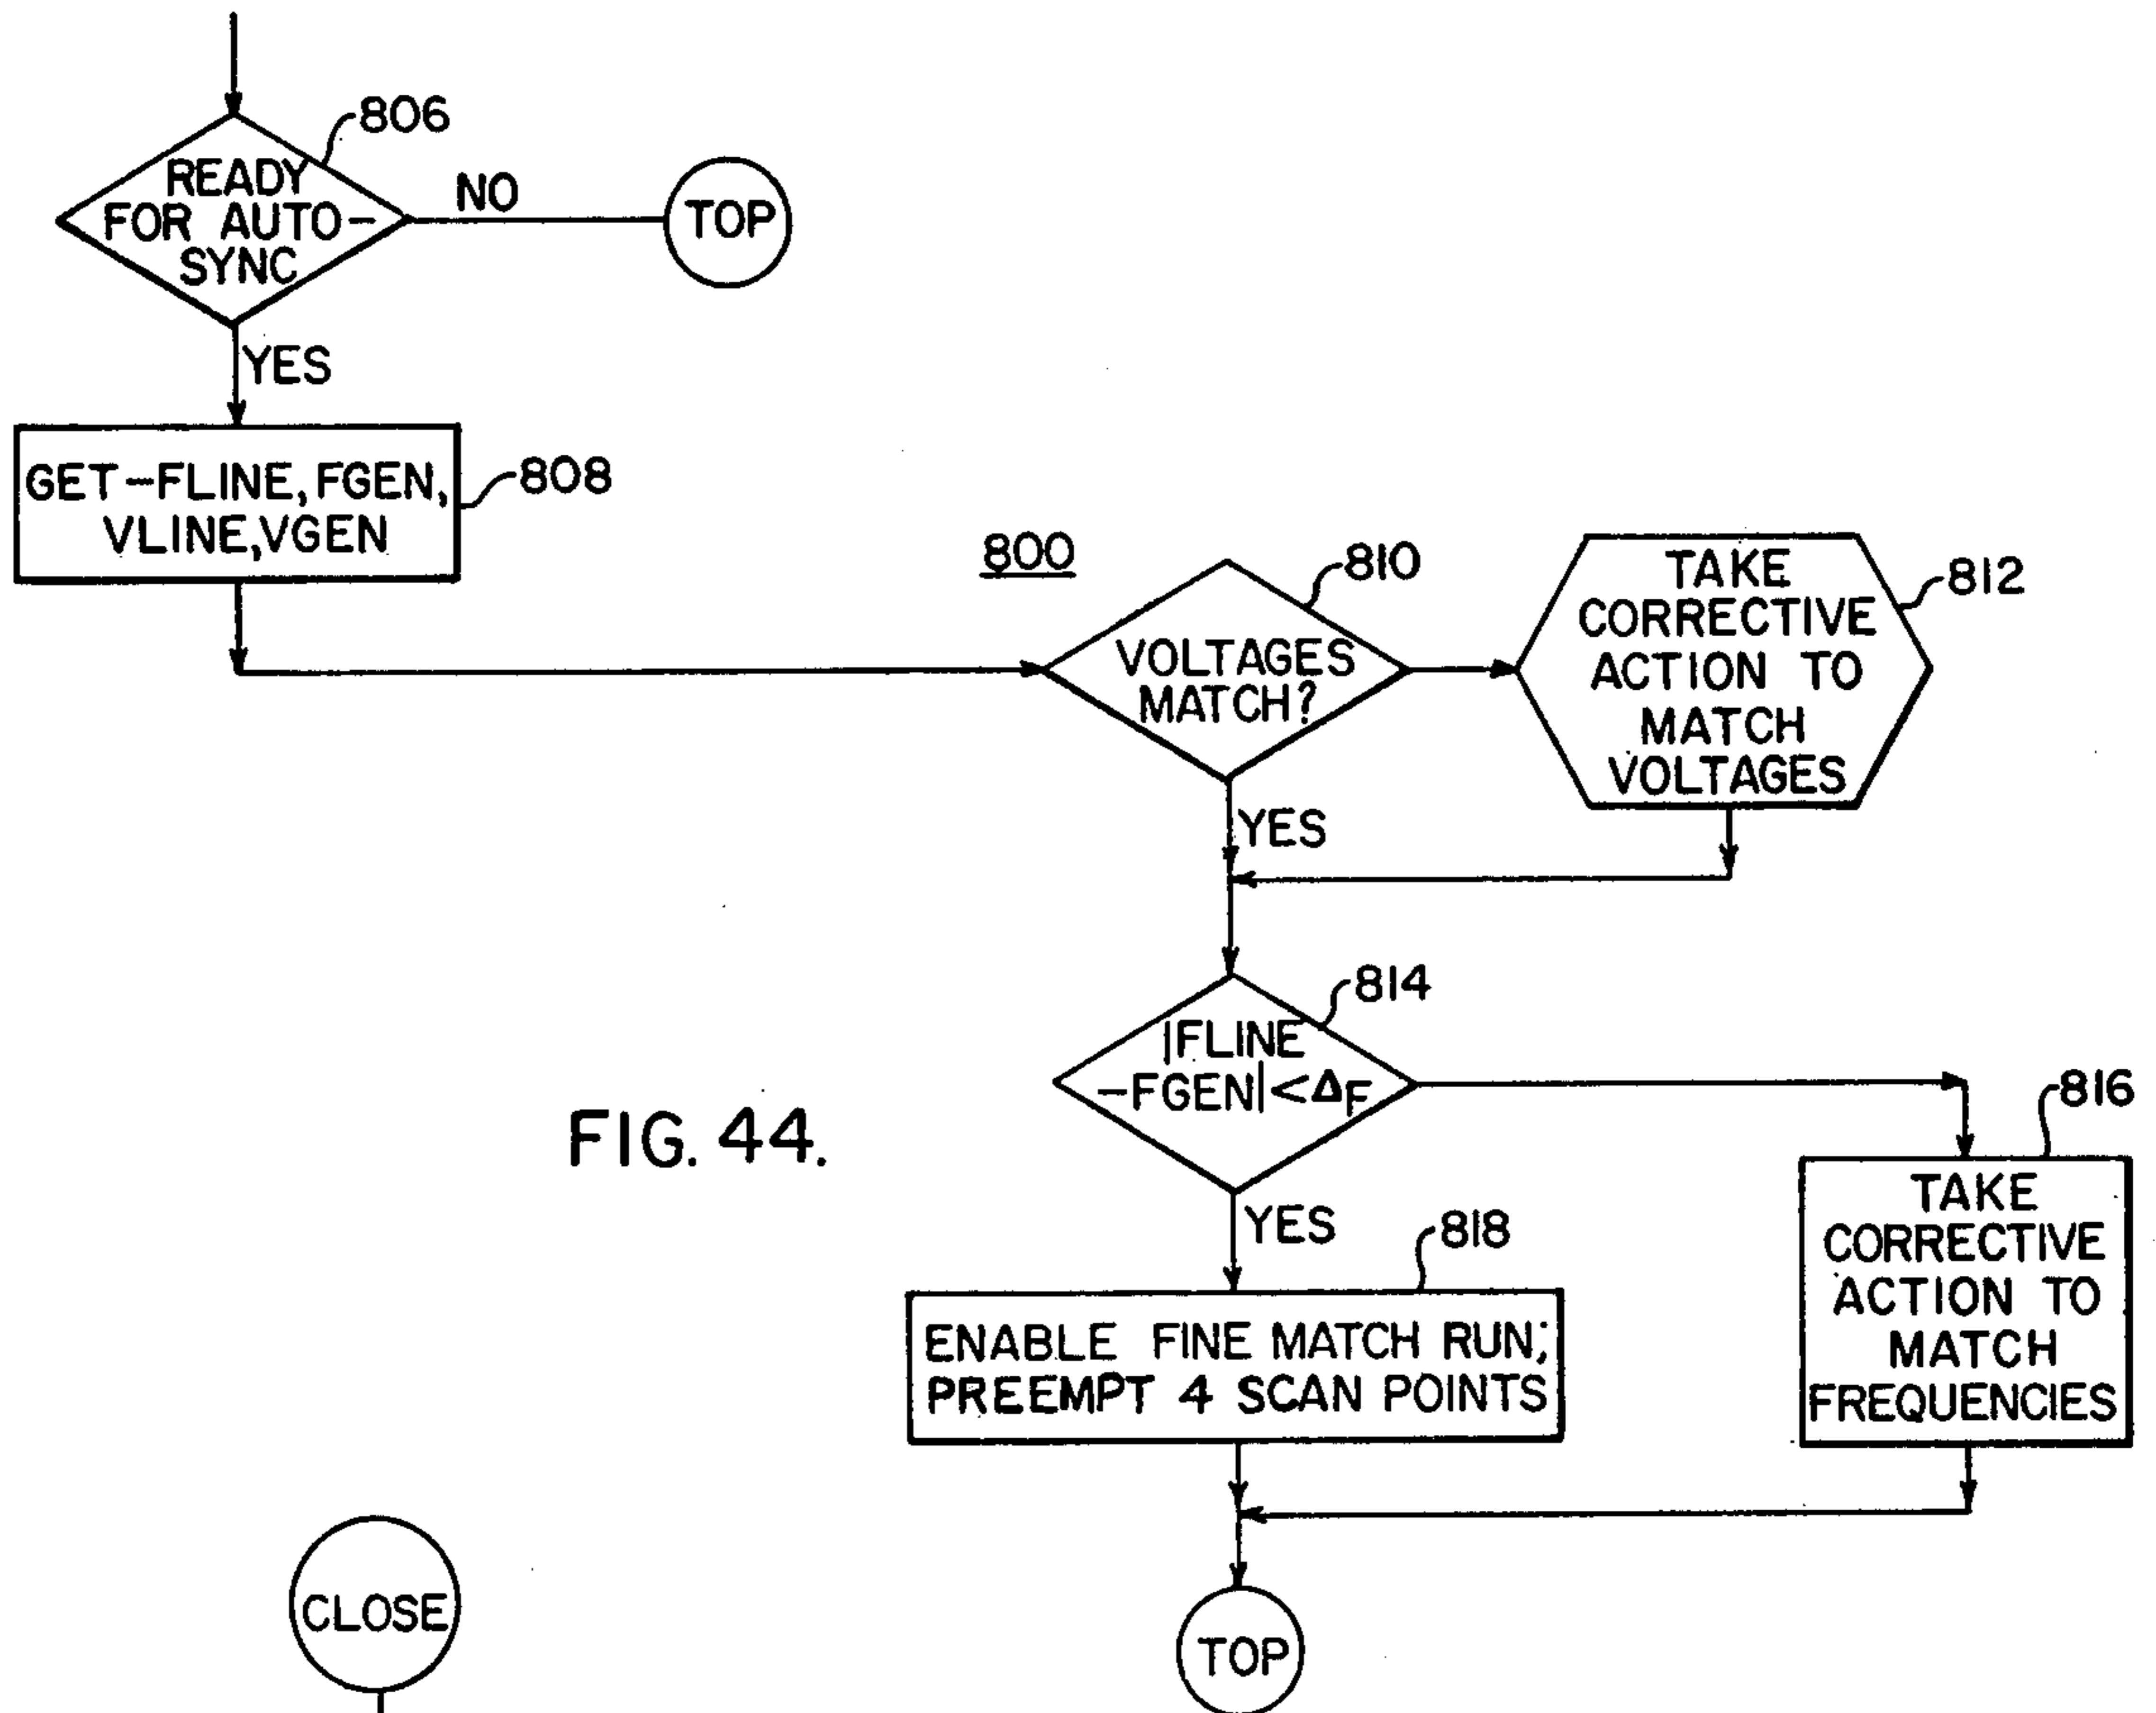 806
READY
FOR AUTO-
SYNC
NO
TOP
YES
GET-FLINE, FGEN,
VLINE, VGEN
808
800
810
VOLTAGES
MATCH?
YES
TAKE
CORRECTIVE
ACTION TO
MATCH
VOLTAGES
812
814
|FLINE
-FGEN|<ΔF
YES
816
TAKE
CORRECTIVE
ACTION TO
MATCH
FREQUENCIES
818
ENABLE FINE MATCH RUN;
PREEMPT 4 SCAN POINTS
TOP
FIG. 44.
CLOSE